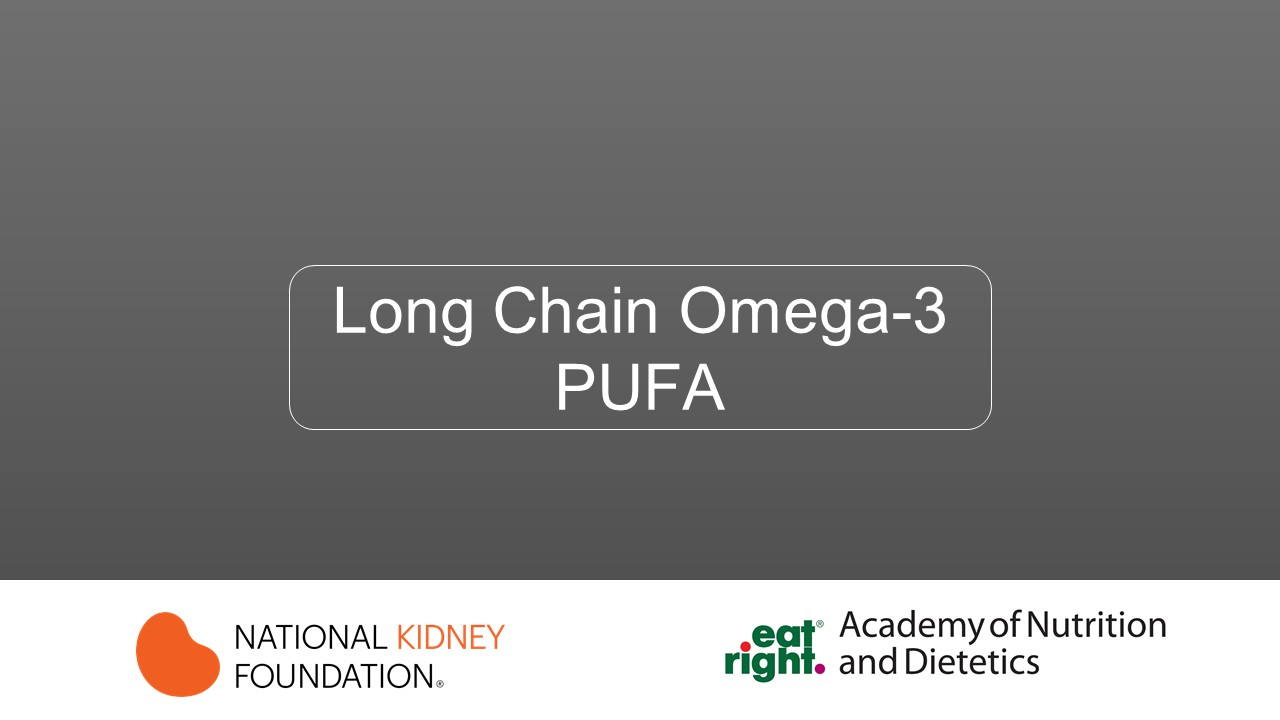 Long Chain Omega-3
PUFA
NATIONAL KIDNEY
FOUNDATION®
eat®
right.
Academy of Nutrition
and Dietetics